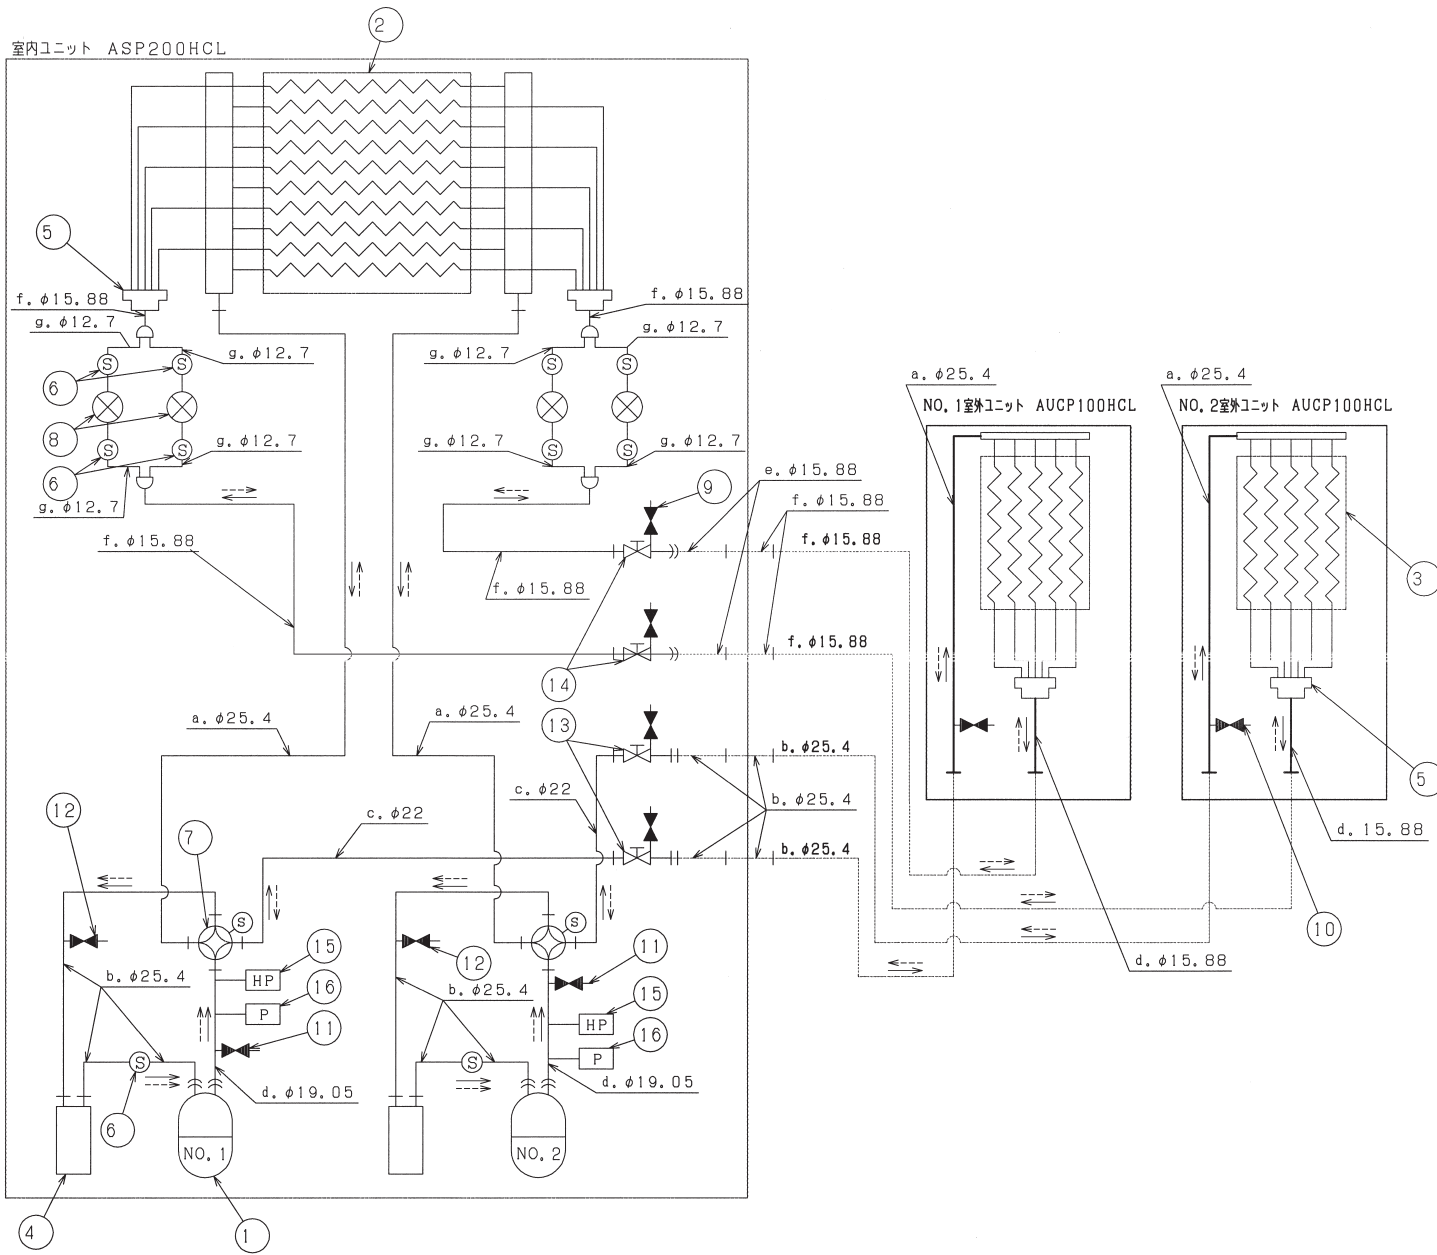 2
室内ユニット ASP200HCL
5
f. φ15.88
f. φ15.88
g. φ12.7
g. φ12.7
g. φ12.7
g. φ12.7
S
S
S
S
6
a. φ25.4
a. φ25.4
NO. 1室外ユニット AUCP100HCL
NO. 2室外ユニット AUCP100HCL
8
g. φ12.7
g. φ12.7
g. φ12.7
S
S
S
S
6
g. φ12.7
9
e. φ15.88
f. φ15.88
f. φ15.88
f. φ15.88
f. φ15.88
3
f. φ15.88
14
a. φ25.4
a. φ25.4
13
b. φ25.4
c. φ22
b. φ25.4
5
12
7
c. φ22
b. φ25.4
d. 15.88
S
S
10
15
HP
12
11
d. φ15.88
b. φ25.4
16
P
b. φ25.4
15
HP
11
16
P
S
S
d. φ19.05
d. φ19.05
6
NO. 1
NO. 2
4
1